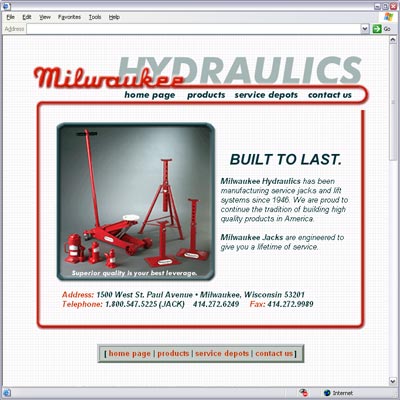 File Edit View Favorites Tools Help
Address Go
Milwaukee HYDRAULICS
home page products service depots contact us
BUILT TO LAST.
Milwaukee Hydraulics has been
manufacturing service jacks and lift
systems since 1946. We are proud to
continue the tradition of building high
quality products in America.
Milwaukee Jacks are engineered to
give you a lifetime of service.
Superior quality is your best leverage.
Address: 1500 West St. Paul Avenue • Milwaukee, Wisconsin 53201
Telephone: 1.800.547.5225 (JACK) 414.272.6249 Fax: 414.272.9989
[ home page | products | service depots | contact us ]
Internet